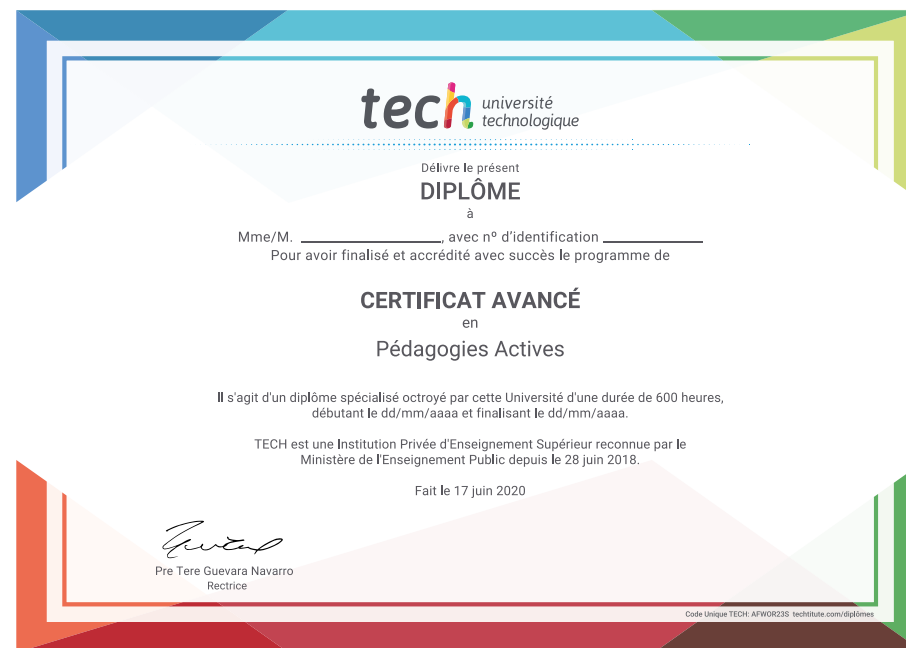 tech université
technologique
Délivre le présent
DIPLÔME
à
Mme/M. ____________________, avec nº d'identification ______________
Pour avoir finalisé et accrédité avec succès le programme de
CERTIFICAT AVANCÉ
en
Pédagogies Actives
Il s'agit d'un diplôme spécialisé octroyé par cette Université d'une durée de 600 heures,
débutant le dd/mm/aaaa et finalisant le dd/mm/aaaa.
TECH est une Institution Privée d'Enseignement Supérieur reconnue par le
Ministère de l'Enseignement Public depuis le 28 juin 2018.
Fait le 17 juin 2020
Pre Tere Guevara Navarro
Rectrice
Code Unique TECH: AFWOR23S techtitute.com/diplômes